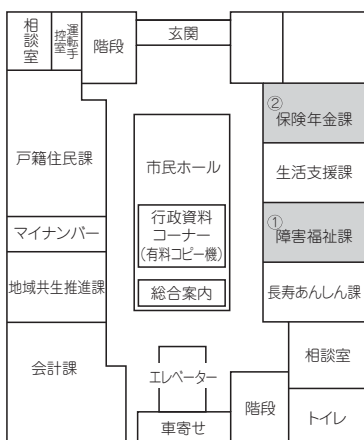 相談室
運転手控室
階段
玄関
②
保険年金課
戸籍住民課
市民ホール
生活支援課
行政資料
コーナー
(有料コピー機)
①
障害福祉課
マイナンバー
地域共生推進課
総合案内
長寿あんしん課
会計課
エレベーター
相談室
階段
車寄せ
トイレ